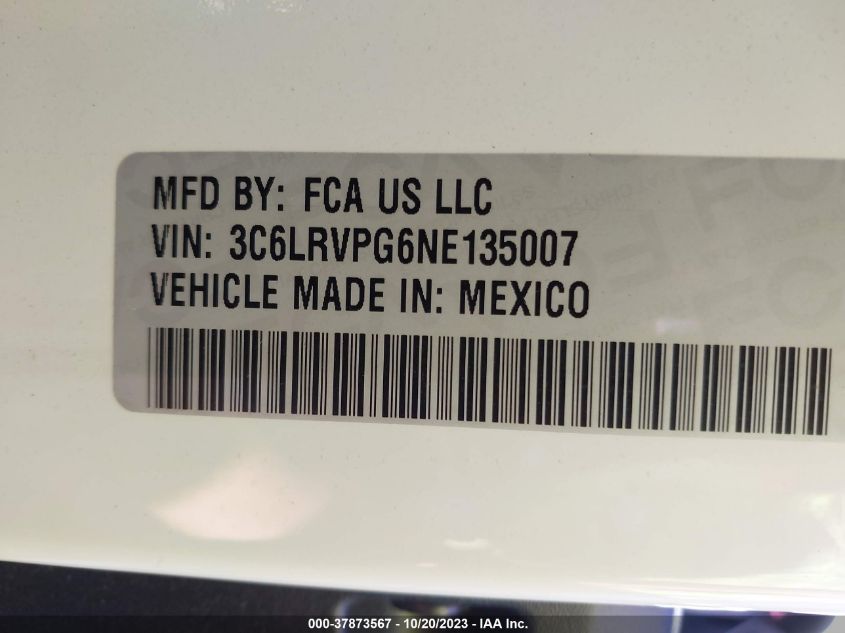 MFD BY: FCA US LLC
VIN: 3C6LRVPG6NE135007
VEHICLE MADE IN: MEXICO
000-37873567 - 10/20/2023 - IAA Inc.